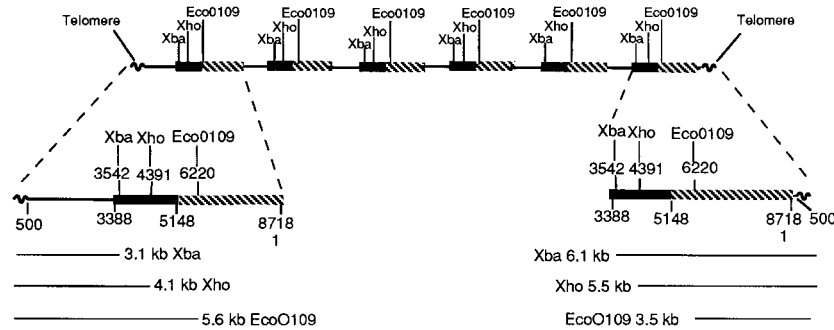 Telomere Xba Xho Eco0109 Xba Xho Eco0109 Xba Xho Eco0109 Xba Xho Eco0109 Xba Xho Eco0109 Xba Xho Eco0109 Telomere
Xba Xho Eco0109 Xba Xho Eco0109
3542 4391 6220 3542 4391 6220
500 3388 5148 8718 3388 5148 8718 500
1 1
3.1 kb Xba Xba 6.1 kb
4.1 kb Xho Xho 5.5 kb
5.6 kb EcoO109 EcoO109 3.5 kb